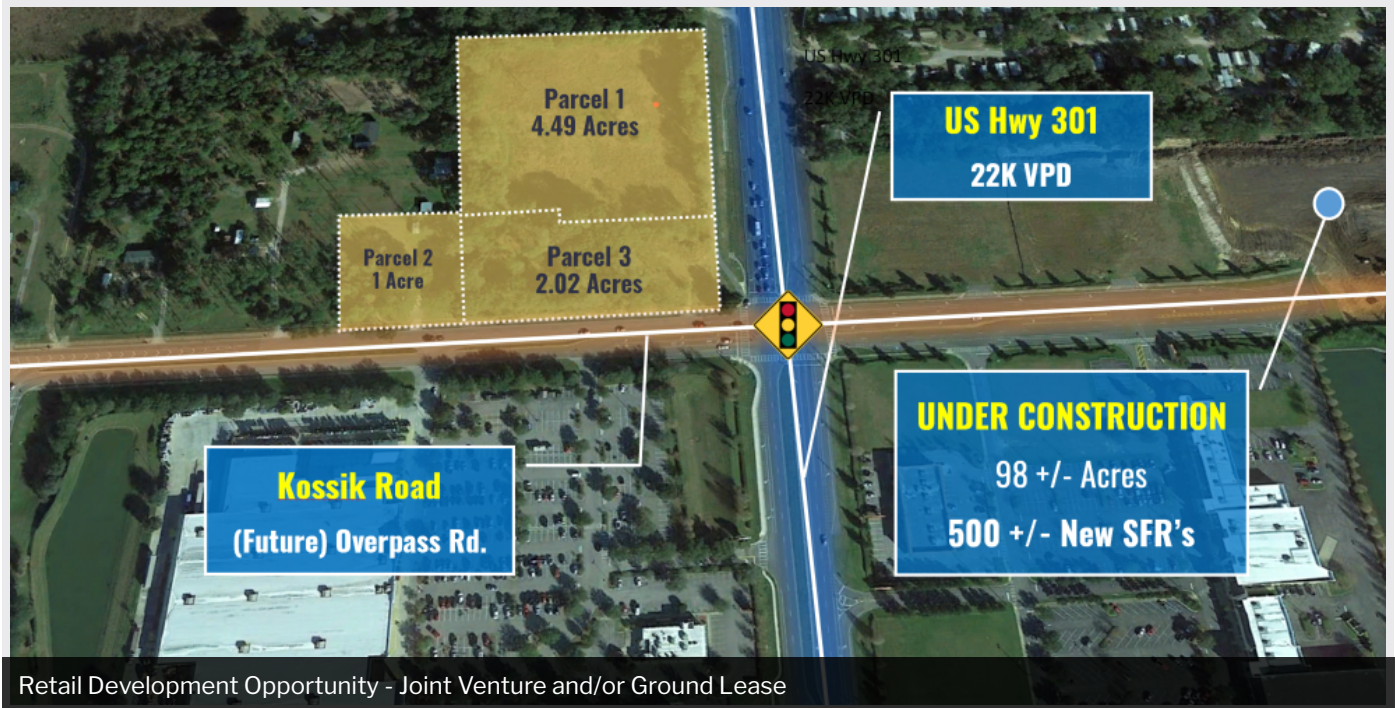 US Hwy 301
22K VPD
Parcel 1
4.49 Acres
US Hwy 301
22K VPD
Parcel 2
1 Acre
Parcel 3
2.02 Acres
UNDER CONSTRUCTION
98 +/- Acres
500 +/- New SFR’s
Kossik Road
(Future) Overpass Rd.
Retail Development Opportunity - Joint Venture and/or Ground Lease